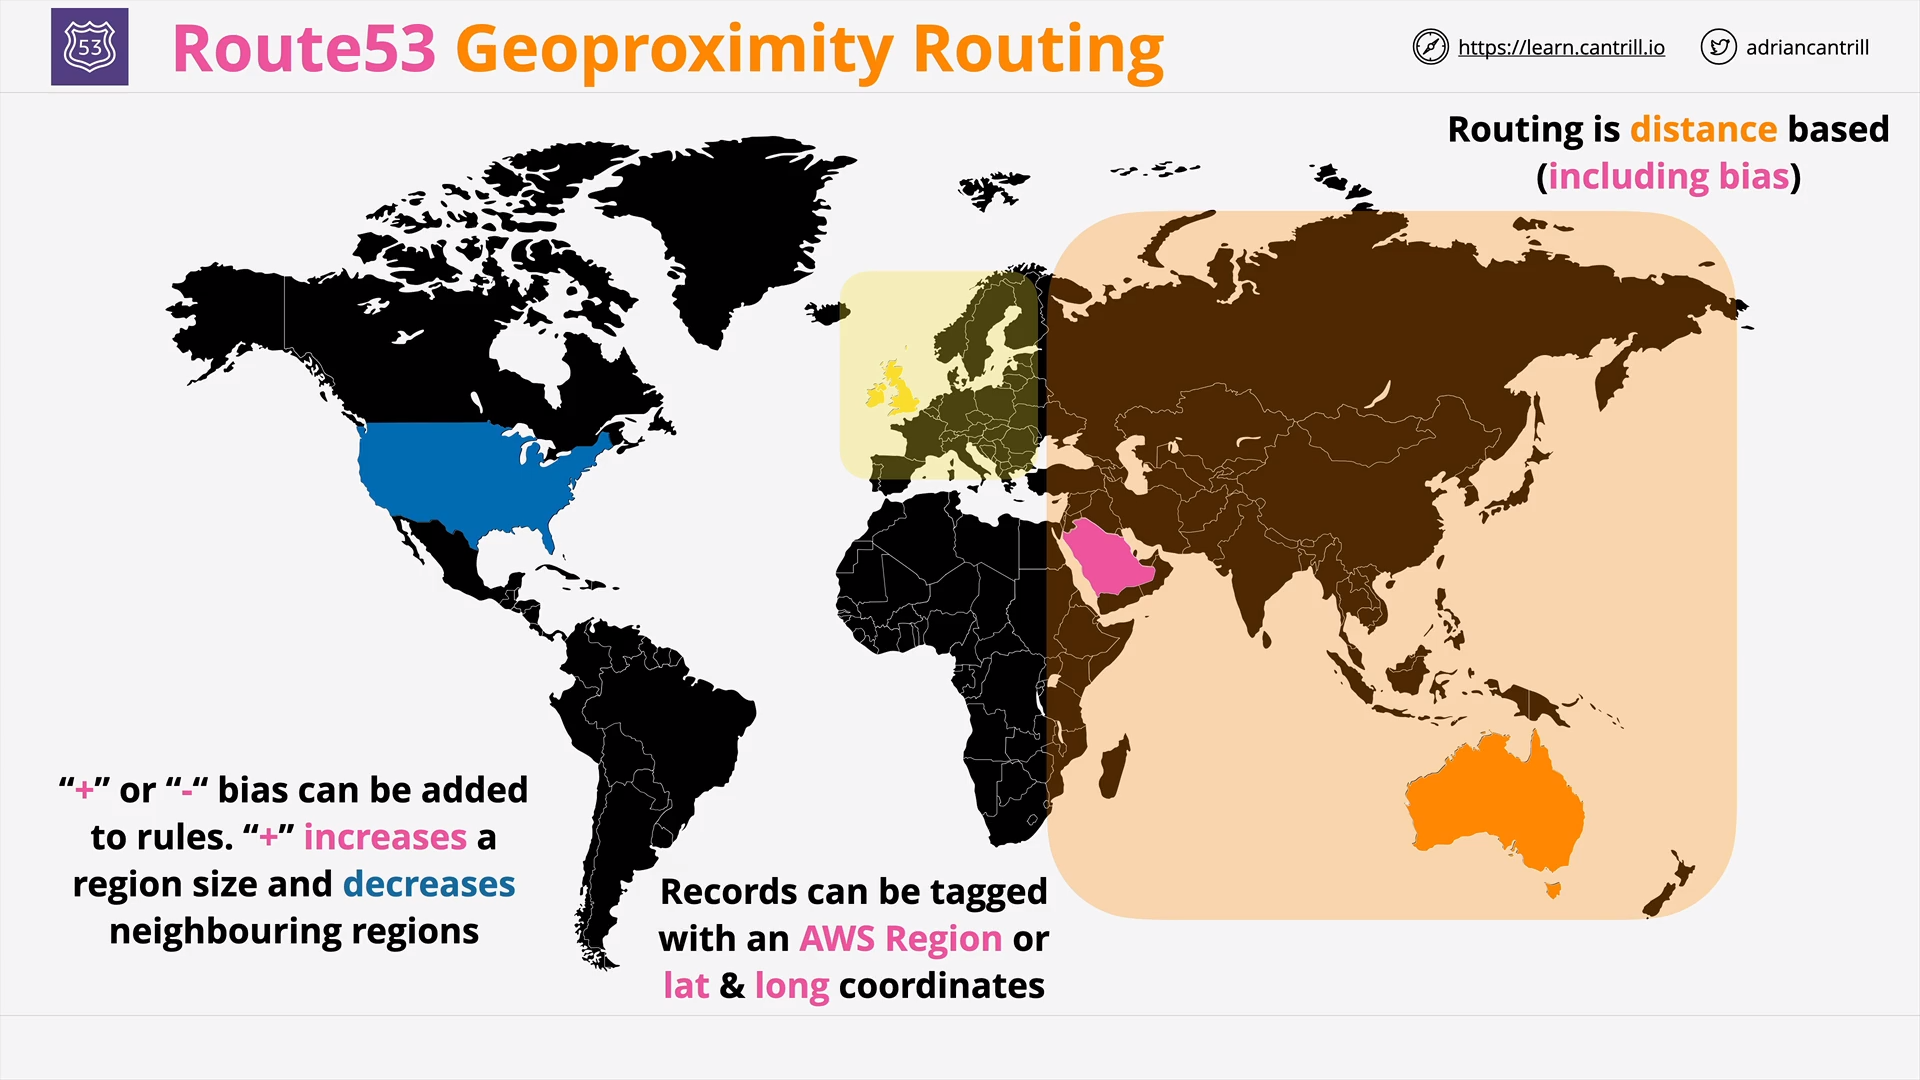 53
Route53 Geoproximity Routing
https://learn.cantrill.io
adriancantrill
Routing is distance based
(including bias)
“+” or “-“ bias can be added
to rules. “+” increases a
region size and decreases
neighbouring regions
Records can be tagged
with an AWS Region or
lat & long coordinates